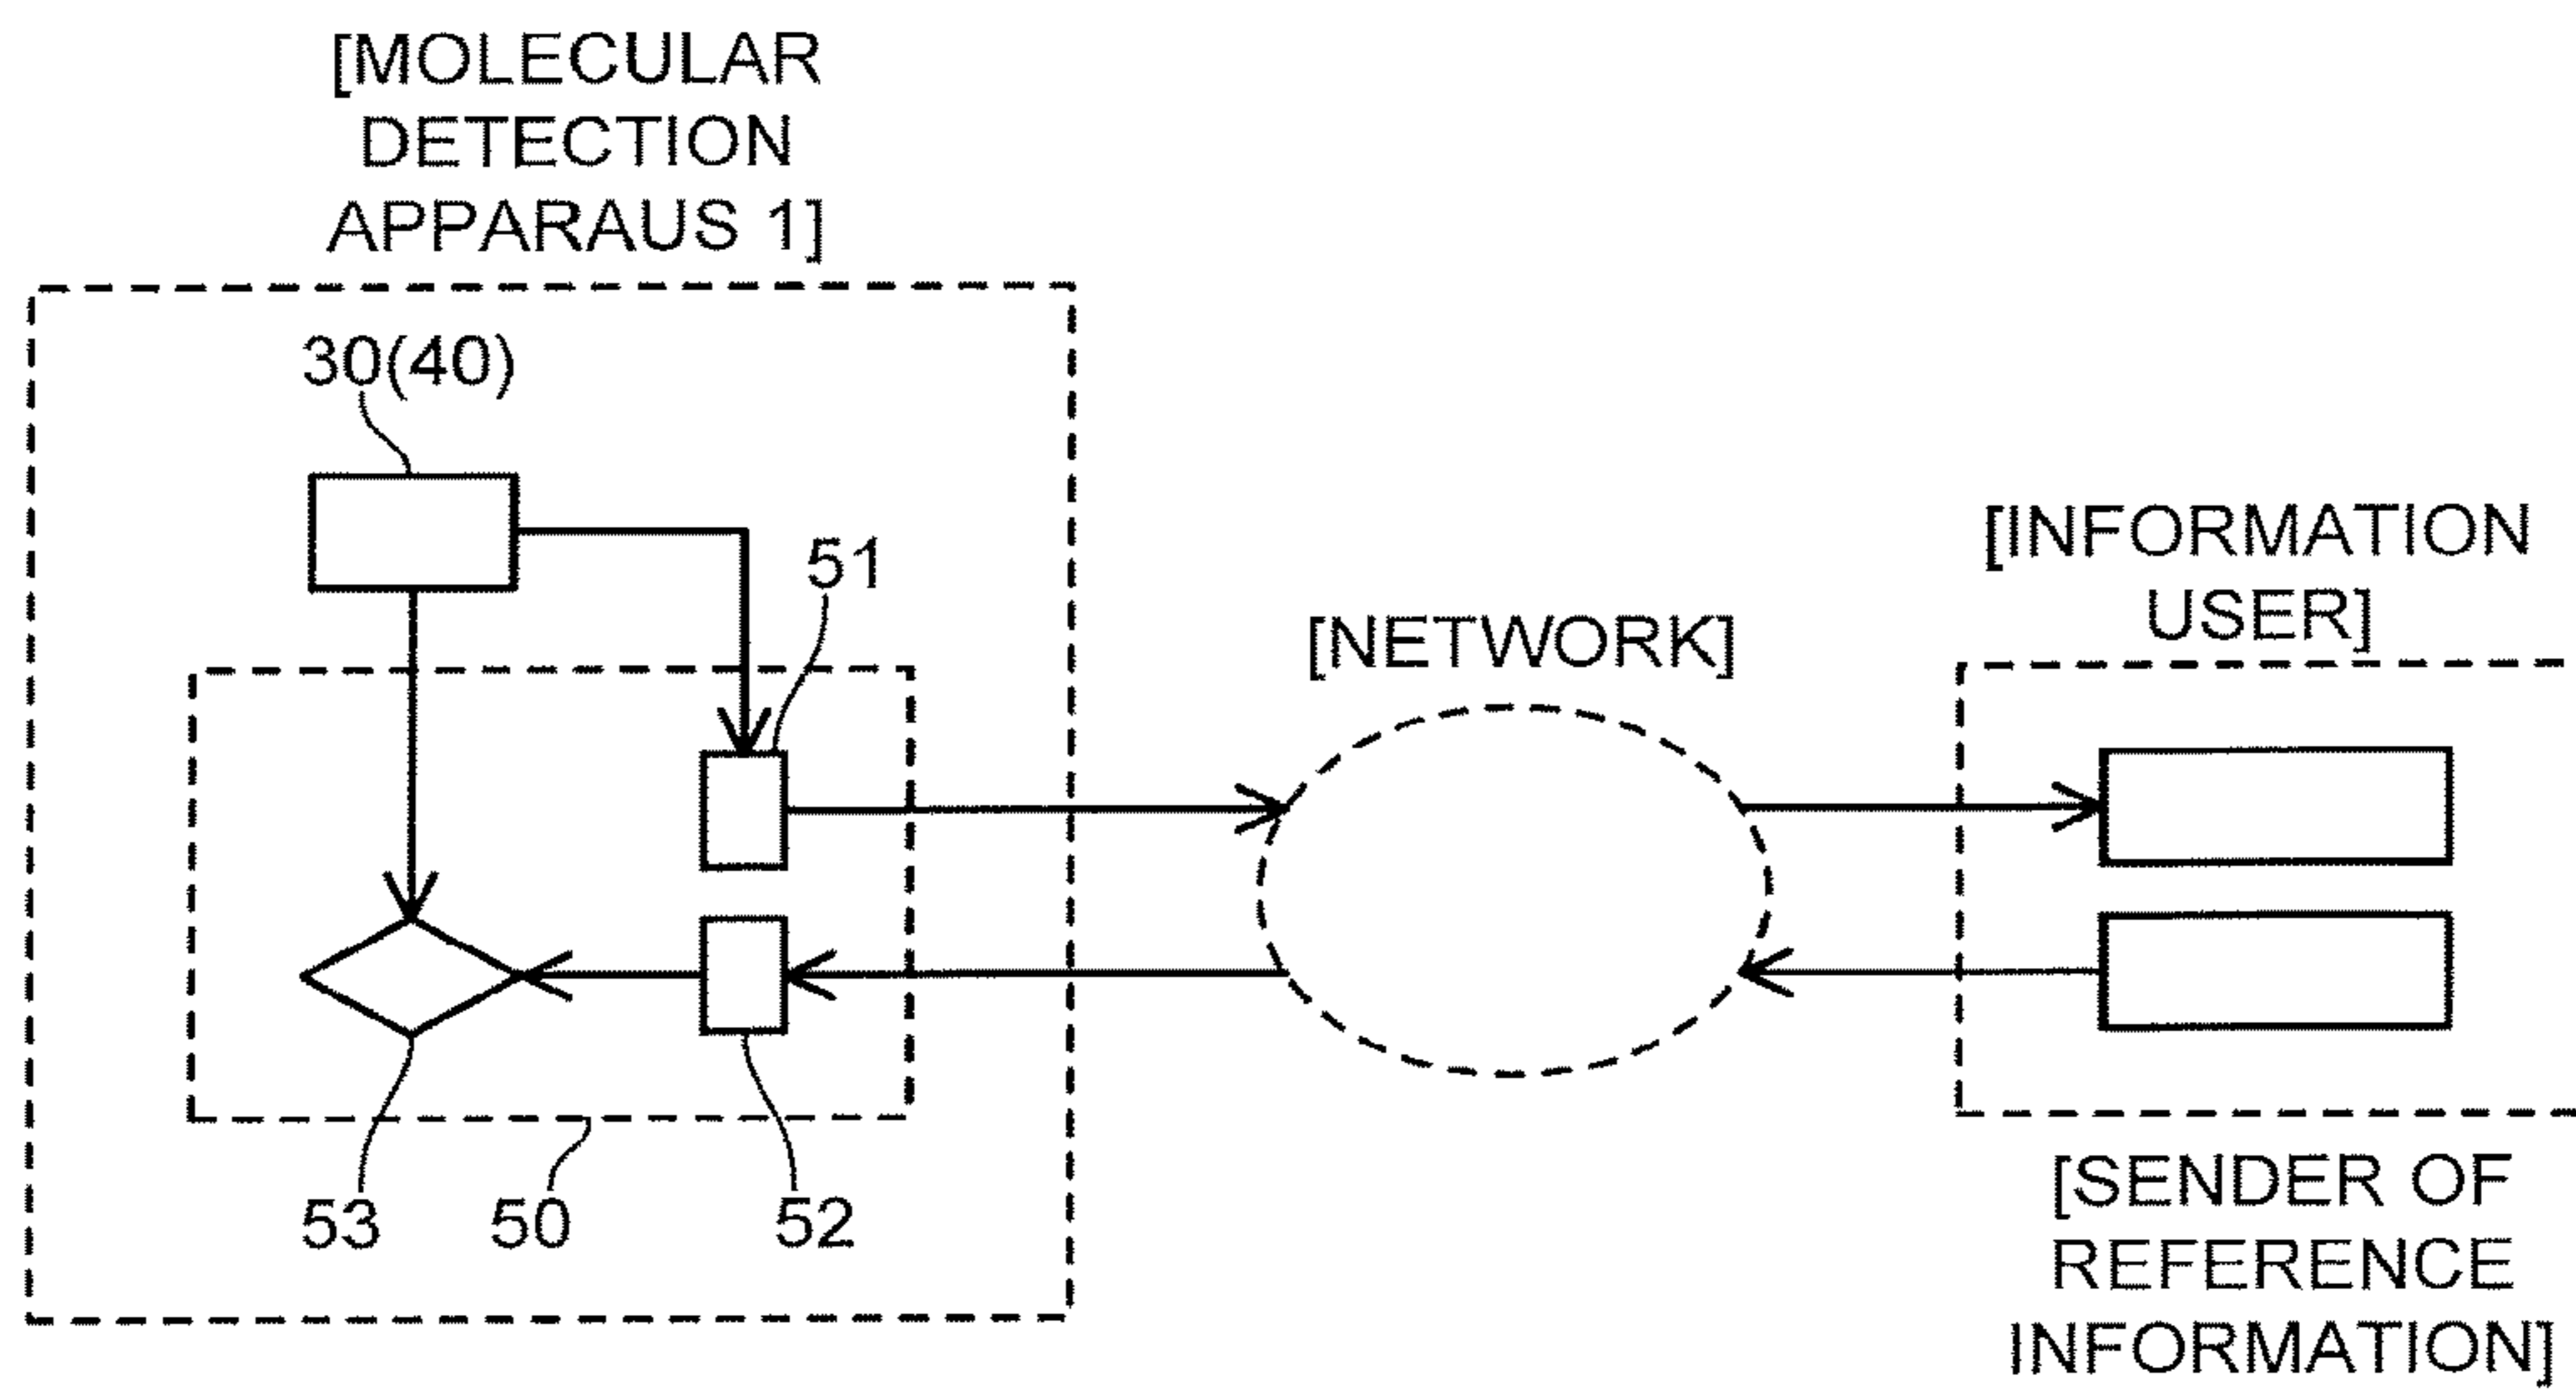 [MOLECULAR
DETECTION
APPARAUS 1]
30(40)
51
[NETWORK]
[INFORMATION
USER]
53
50
52
[SENDER OF
REFERENCE
INFORMATION]